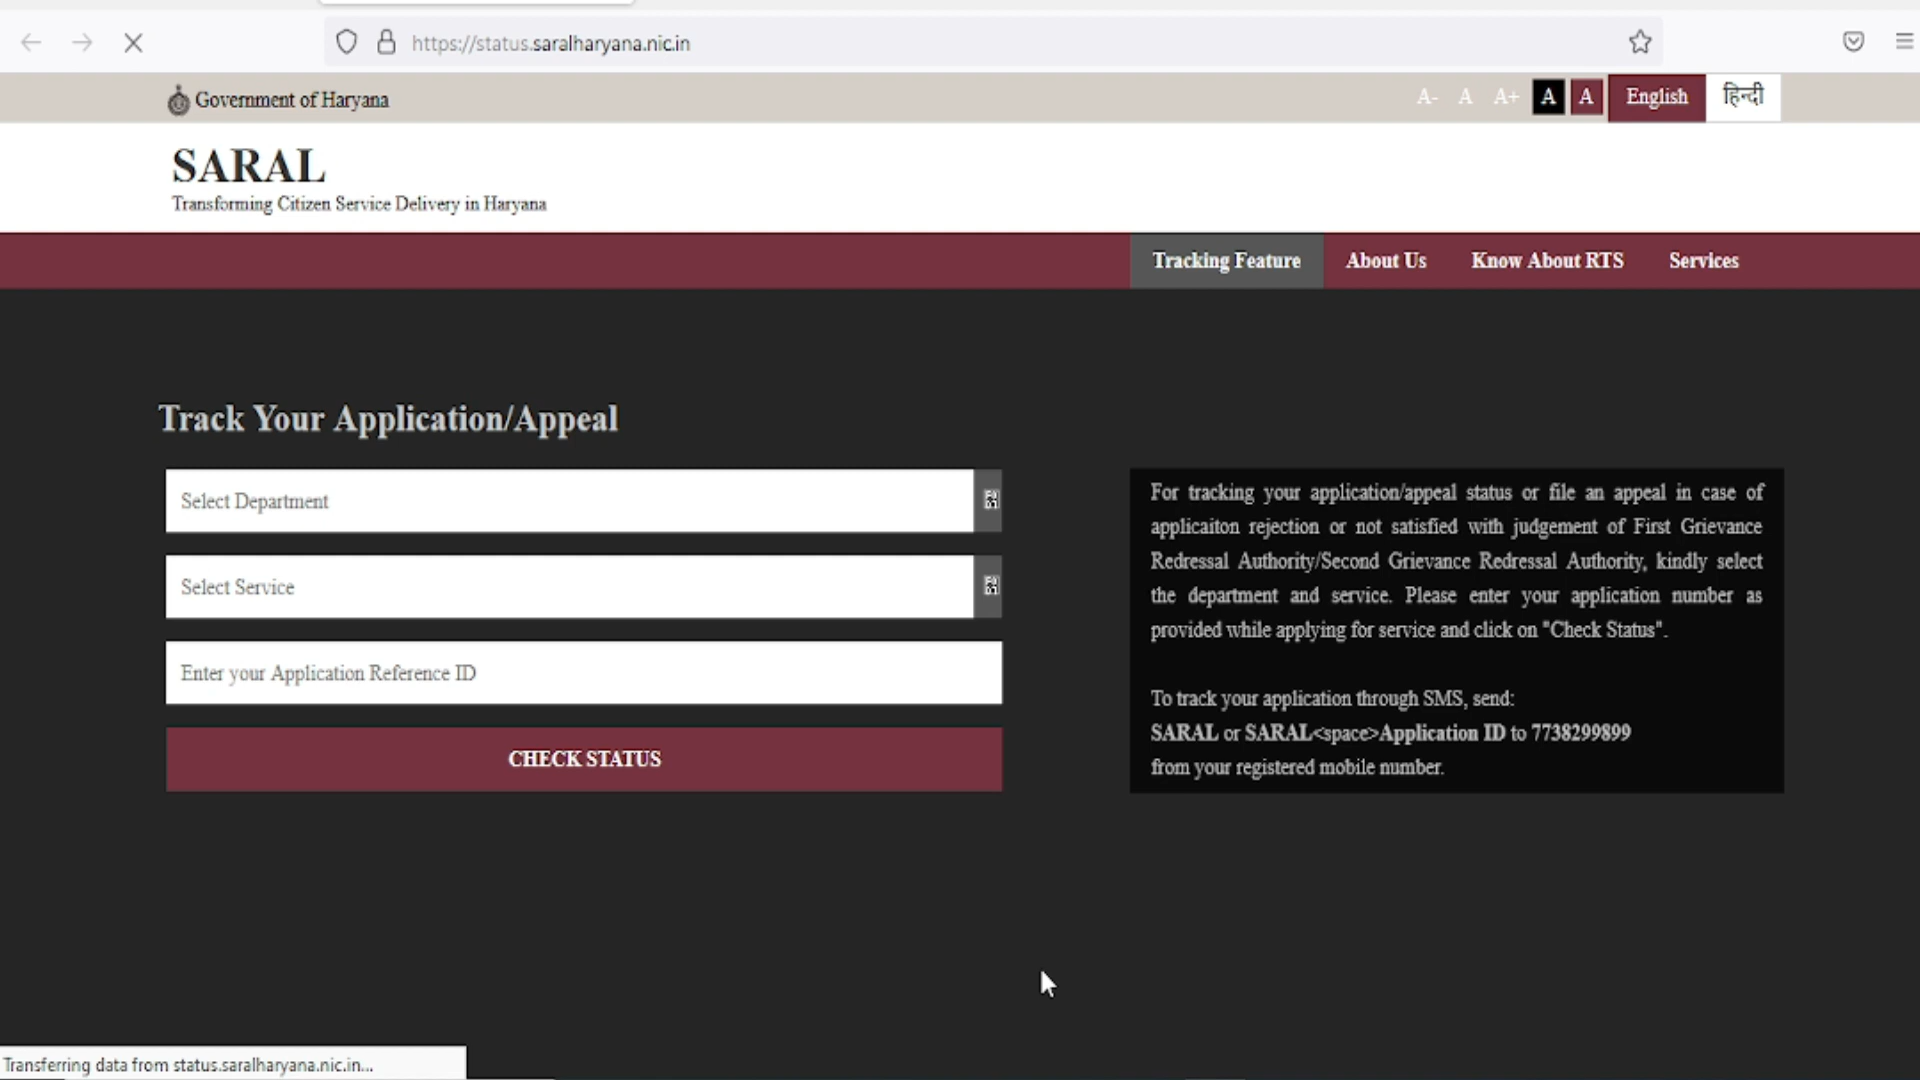 https://status.saralharyana.nic.in
Government of Haryana
A- A A+ A A English हिन्दी
SARAL
Transforming Citizen Service Delivery in Haryana
Tracking Feature About Us Know About RTS Services
Track Your Application/Appeal
Select Department
Select Service
Enter your Application Reference ID
CHECK STATUS
For tracking your application/appeal status or file an appeal in case of
applicaiton rejection or not satisfied with judgement of First Grievance
Redressal Authority/Second Grievance Redressal Authority, kindly select
the department and service. Please enter your application number as
provided while applying for service and click on "Check Status".
To track your application through SMS, send:
SARAL or SARAL<space>Application ID to 7738299899
from your registered mobile number.
Transferring data from status.saralharyana.nic.in...